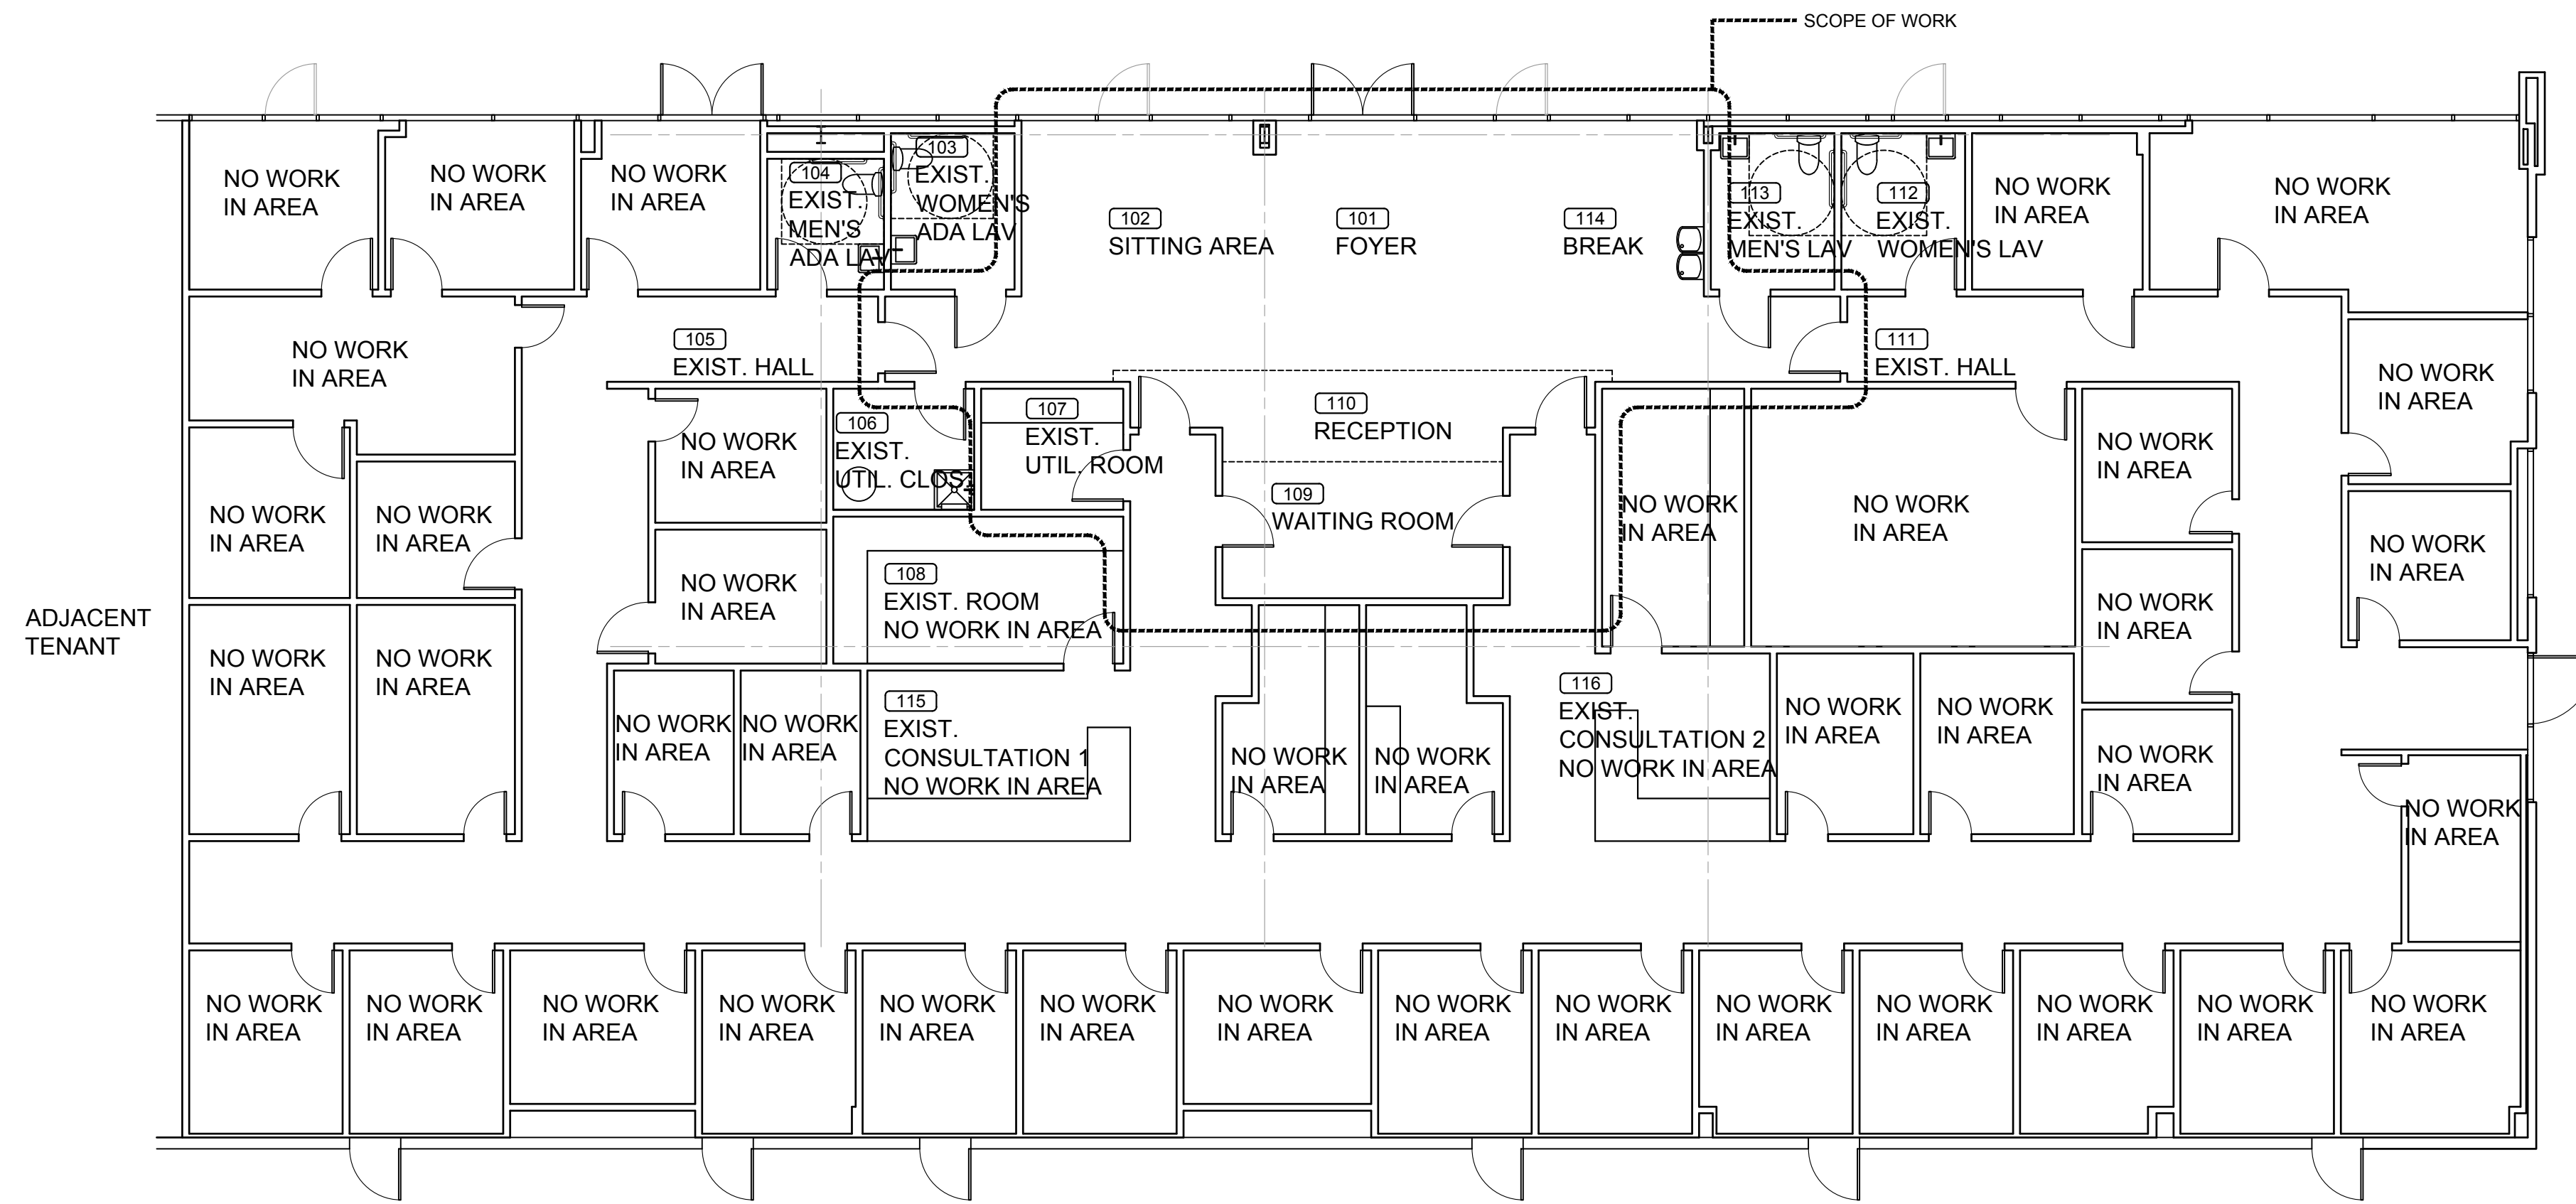 SCOPE OF WORK
NO WORK
IN AREA
NO WORK
IN AREA
NO WORK
IN AREA
104
EXIST.
MEN'S
ADA LAV
103
EXIST.
WOMEN'S
ADA LAV
102
SITTING AREA
101
FOYER
114
BREAK
113
EXIST.
MEN'S LAV
112
EXIST.
WOMEN'S LAV
NO WORK
IN AREA
NO WORK
IN AREA
NO WORK
IN AREA
105
EXIST. HALL
111
EXIST. HALL
NO WORK
IN AREA
NO WORK
IN AREA
106
EXIST.
UTIL. CLOS.
107
EXIST.
UTIL. ROOM
110
RECEPTION
109
WAITING ROOM
NO WORK
IN AREA
NO WORK
IN AREA
NO WORK
IN AREA
NO WORK
IN AREA
NO WORK
IN AREA
NO WORK
IN AREA
NO WORK
IN AREA
108
EXIST. ROOM
NO WORK IN AREA
NO WORK
IN AREA
ADJACENT
TENANT
NO WORK
IN AREA
NO WORK
IN AREA
NO WORK
IN AREA
NO WORK
IN AREA
115
EXIST.
CONSULTATION 1
NO WORK IN AREA
NO WORK
IN AREA
NO WORK
IN AREA
116
EXIST.
CONSULTATION 2
NO WORK IN AREA
NO WORK
IN AREA
NO WORK
IN AREA
NO WORK
IN AREA
NO WORK
IN AREA
NO WORK
IN AREA
NO WORK
IN AREA
NO WORK
IN AREA
NO WORK
IN AREA
NO WORK
IN AREA
NO WORK
IN AREA
NO WORK
IN AREA
NO WORK
IN AREA
NO WORK
IN AREA
NO WORK
IN AREA
NO WORK
IN AREA
NO WORK
IN AREA
NO WORK
IN AREA
NO WORK
IN AREA